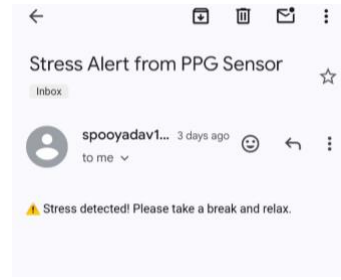 Stress Alert from PPG Sensor
Inbox
spooyadav1... 3 days ago
to me
⚠ Stress detected! Please take a break and relax.